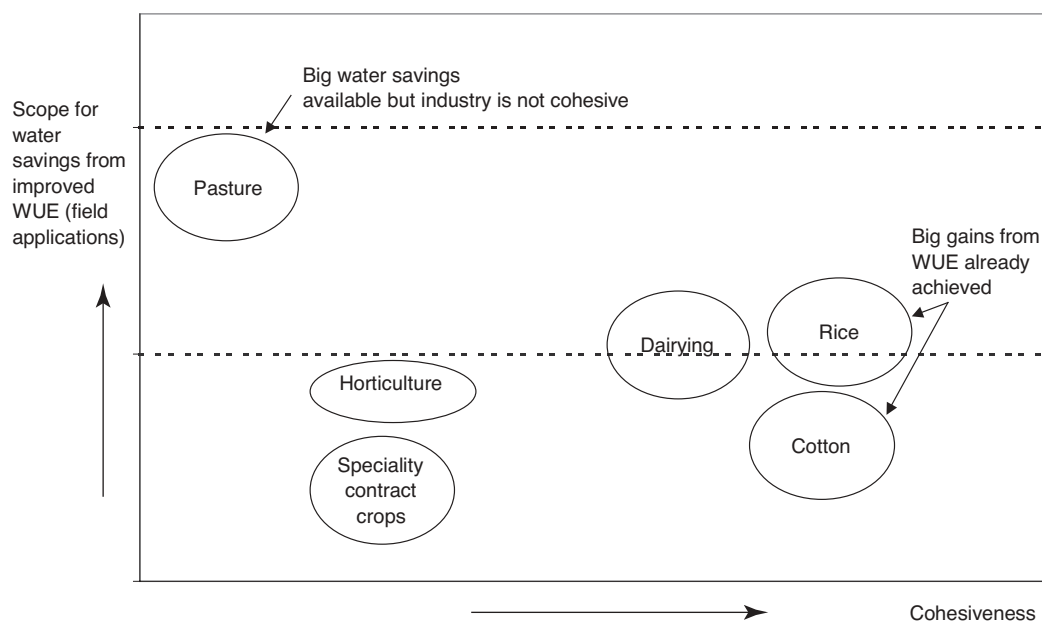 Big water savings
available but industry is not cohesive
Scope for
water
savings from
improved
WUE (field
applications)
Pasture
Big gains from
WUE already
achieved
Dairying
Rice
Horticulture
Cotton
Speciality
contract
crops
Cohesiveness